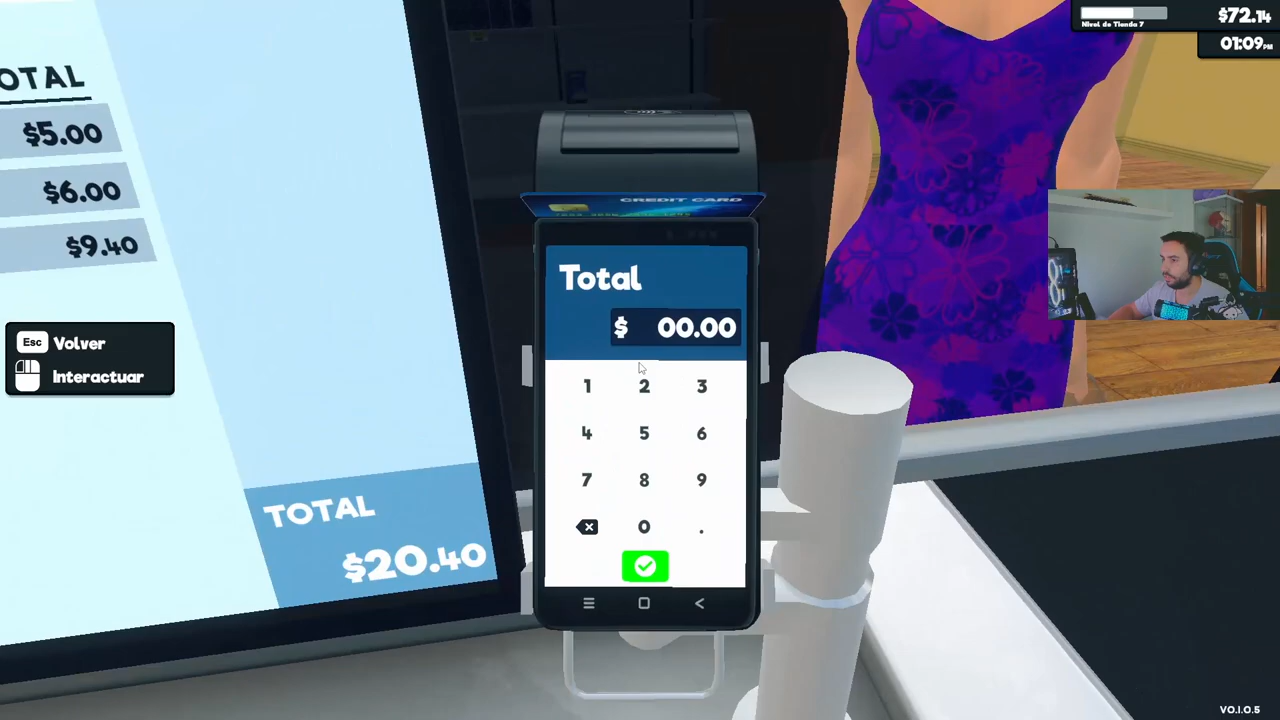 OTAL
$5.00
$6.00
$9.40
Esc Volver
Interactuar
TOTAL
$20.40
CREDIT CARD
Total
$ 00.00
1 2 3
4 5 6
7 8 9
0 .
Nivel de Tienda 7
$72.14
01:09PM
V0.1.0.5